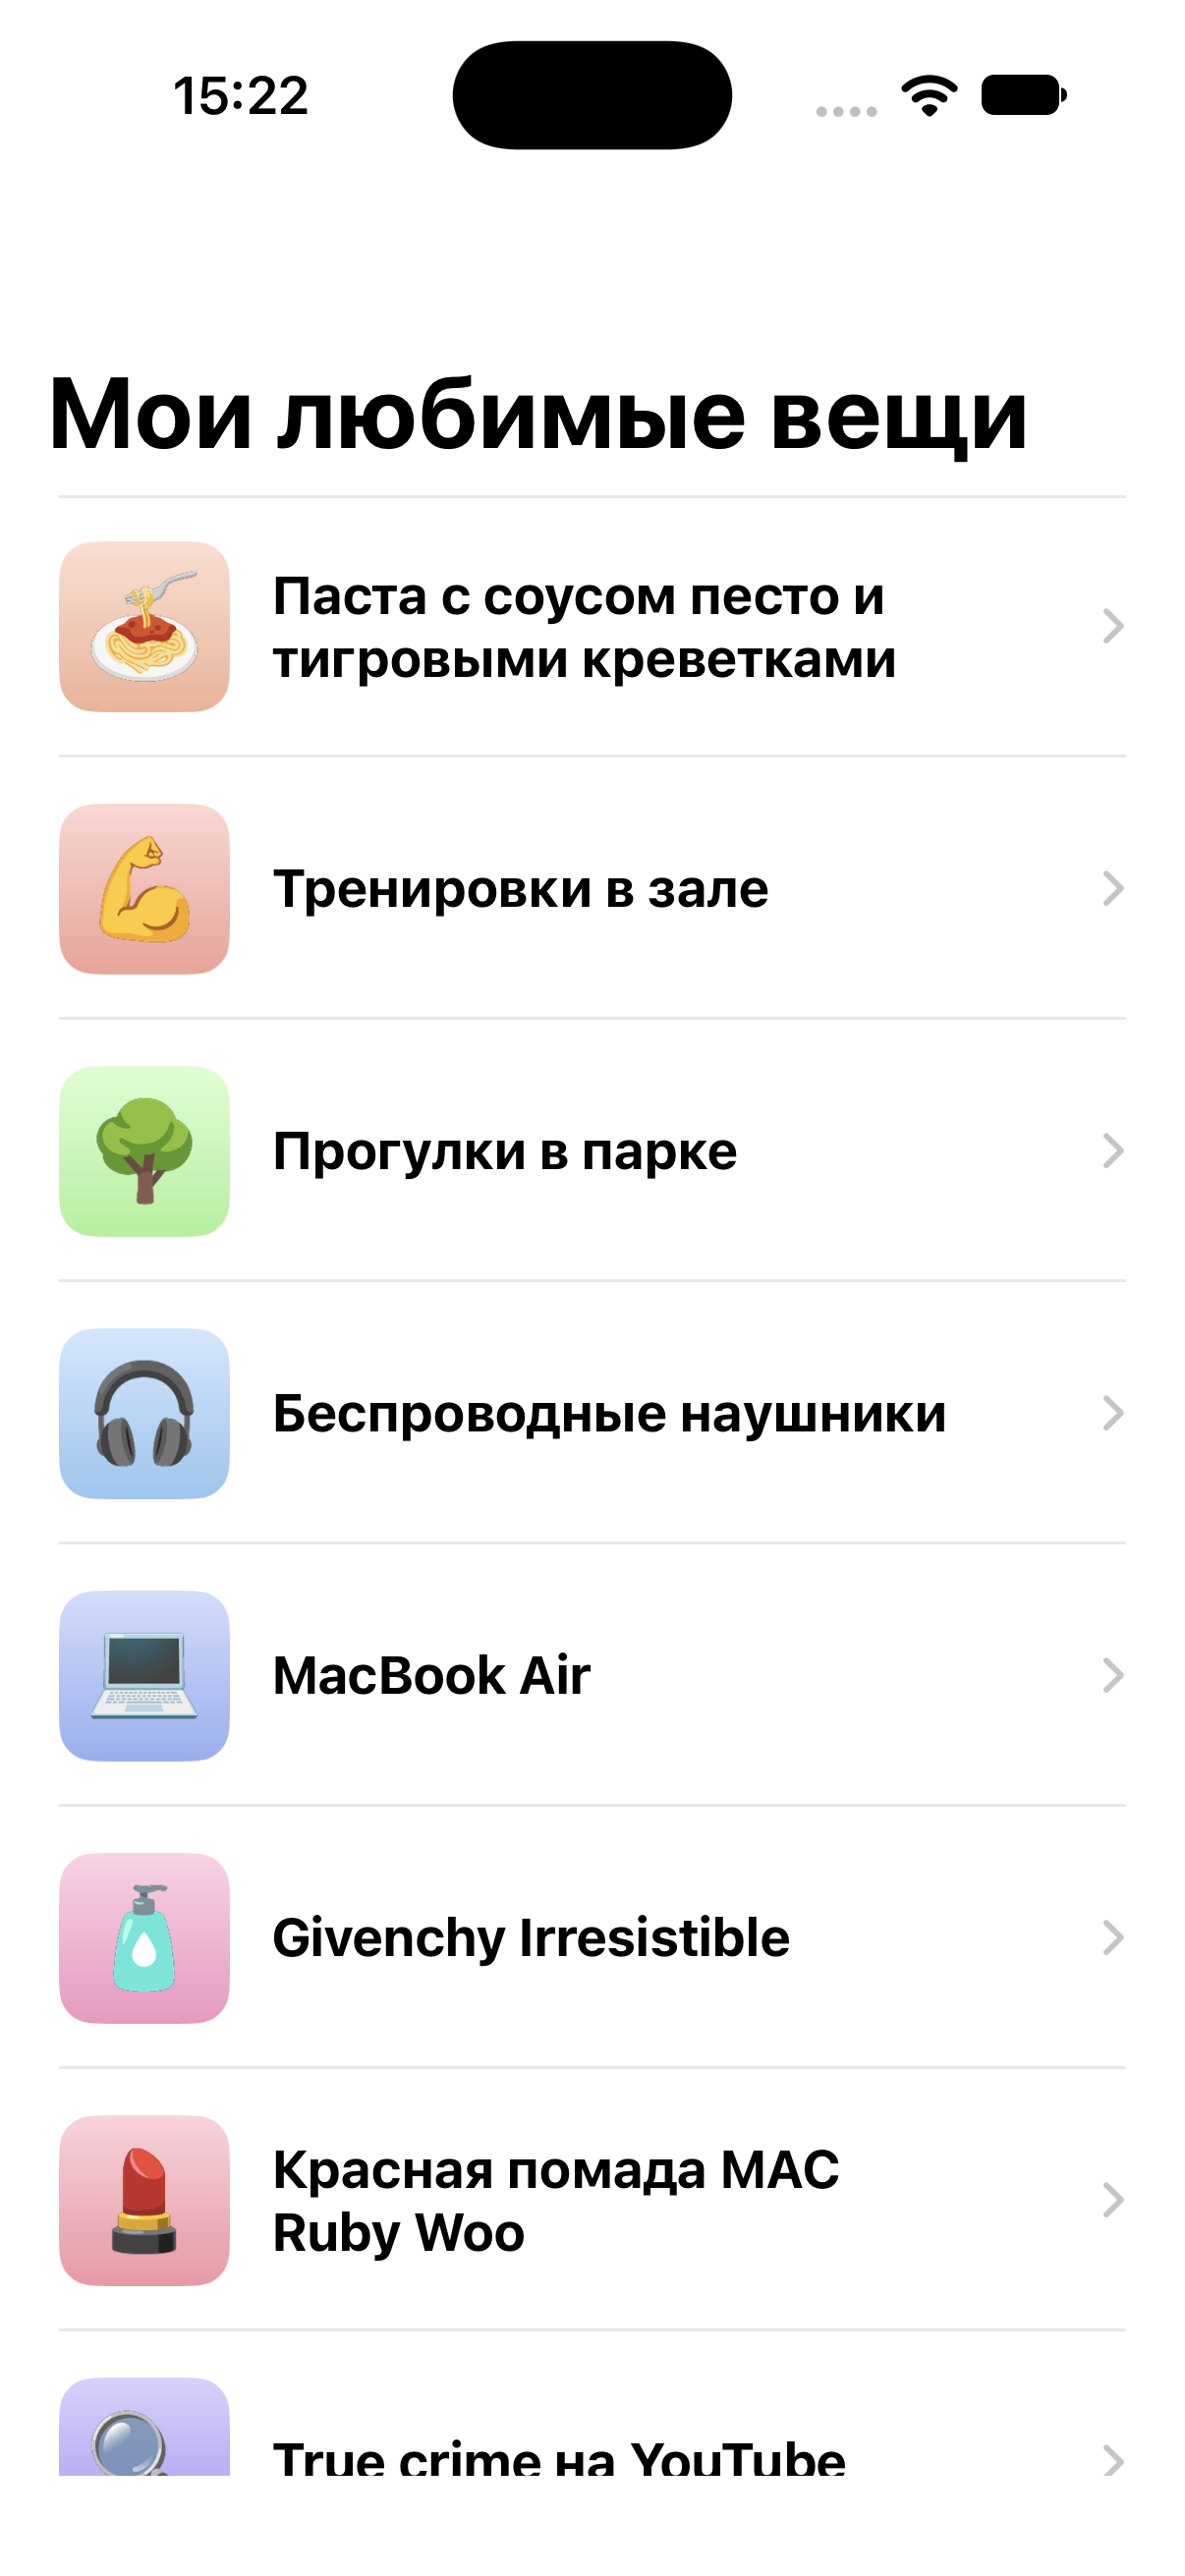 15:22
Мои любимые вещи
Паста с соусом песто и
тигровыми креветками
Тренировки в зале
Прогулки в парке
Беспроводные наушники
MacBook Air
Givenchy Irresistible
Красная помада MAC
Ruby Woo
True crime на YouTube